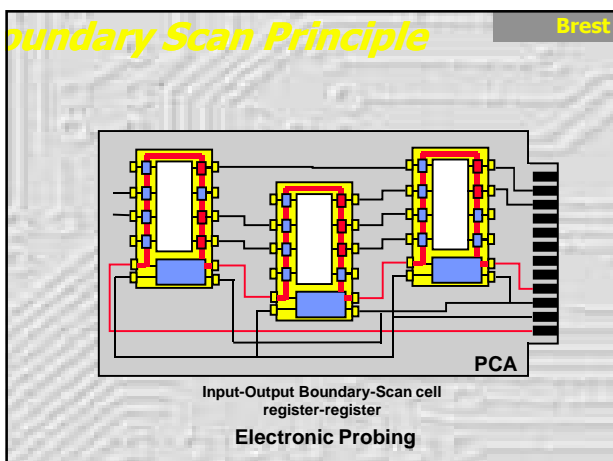 oundary Scan Principle
Brest
PCA
Input-Output Boundary-Scan cell
register-register
Electronic Probing